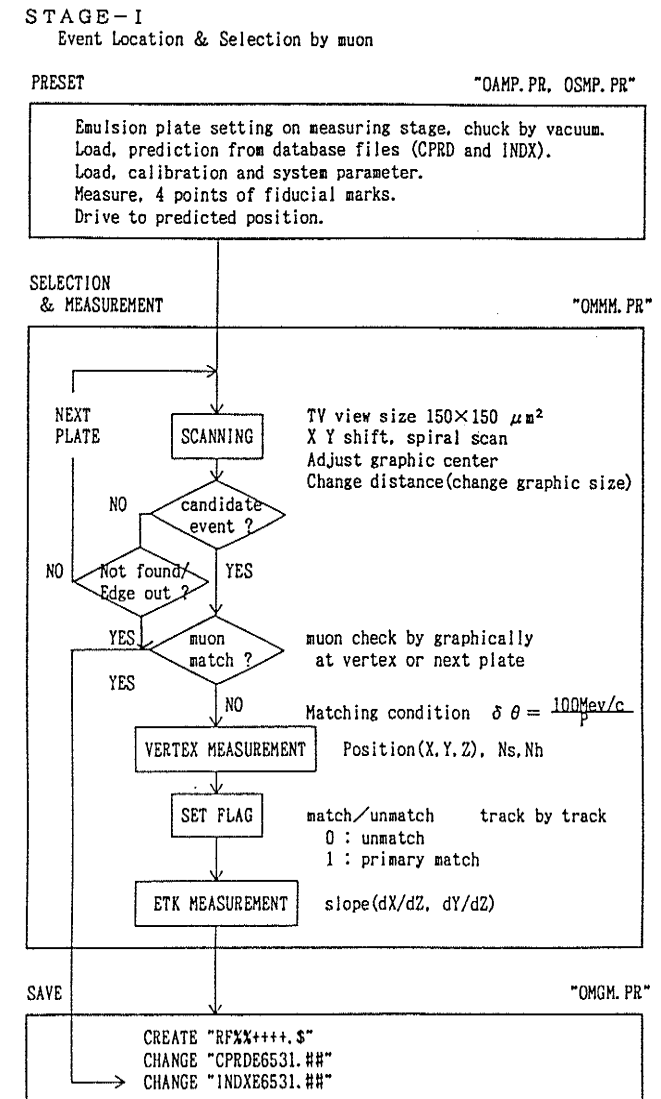 STAGE-I
Event Location & Selection by muon
PRESET "OAMP.PR, OSMP.PR"
Emulsion plate setting on measuring stage, chuck by vacuum.
Load, prediction from database files (CPRD and INDX).
Load, calibration and system parameter.
Measure, 4 points of fiducial marks.
Drive to predicted position.
SELECTION
& MEASUREMENT "OMMM.PR"
NEXT
PLATE
SCANNING
TV view size 150×150 μm²
X Y shift, spiral scan
Adjust graphic center
Change distance(change graphic size)
NO
candidate
event ?
NO
Not found/
Edge out ?
YES
YES
muon
match ?
muon check by graphically
at vertex or next plate
YES
NO
Matching condition δθ= 100Mev/c
P
VERTEX MEASUREMENT
Position(X,Y,Z), Ns,Nh
SET FLAG
match/unmatch track by track
0 : unmatch
1 : primary match
ETK MEASUREMENT
slope(dX/dZ, dY/dZ)
SAVE "OMGM.PR"
CREATE "RF%%++++.$"
CHANGE "CPRDE6531.##"
CHANGE "INDXE6531.##"